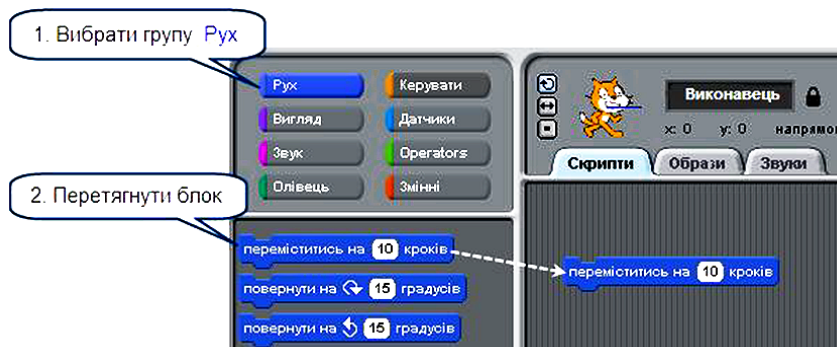 1. Вибрати групу Рух
Рух
Керувати
Вигляд
Датчики
Звук
Operators
Олівець
Змінні
Виконавець
x: 0 y: 0 напрямо
Скрипти
Образи
Звуки
2. Перетягнути блок
переміститись на 10 кроків
повернути на 15 градусів
повернути на 15 градусів
переміститись на 10 кроків